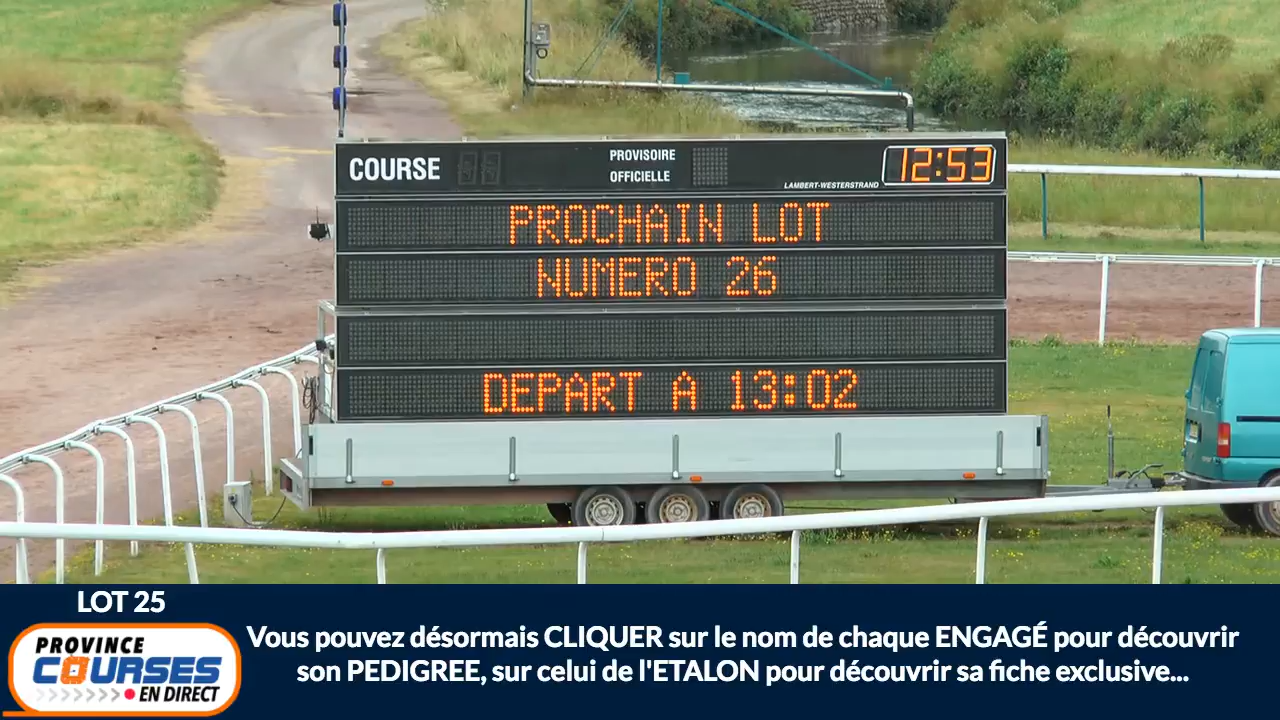 COURSE
PROVISOIRE
OFFICIELLE
LAMBERT-WESTERSTRAND
12:53
PROCHAIN LOT
NUMERO 26
DEPART A 13:02
LOT 25
PROVINCE
COURSES
EN DIRECT
Vous pouvez désormais CLIQUER sur le nom de chaque ENGAGÉ pour découvrir
son PEDIGREE, sur celui de l'ETALON pour découvrir sa fiche exclusive...